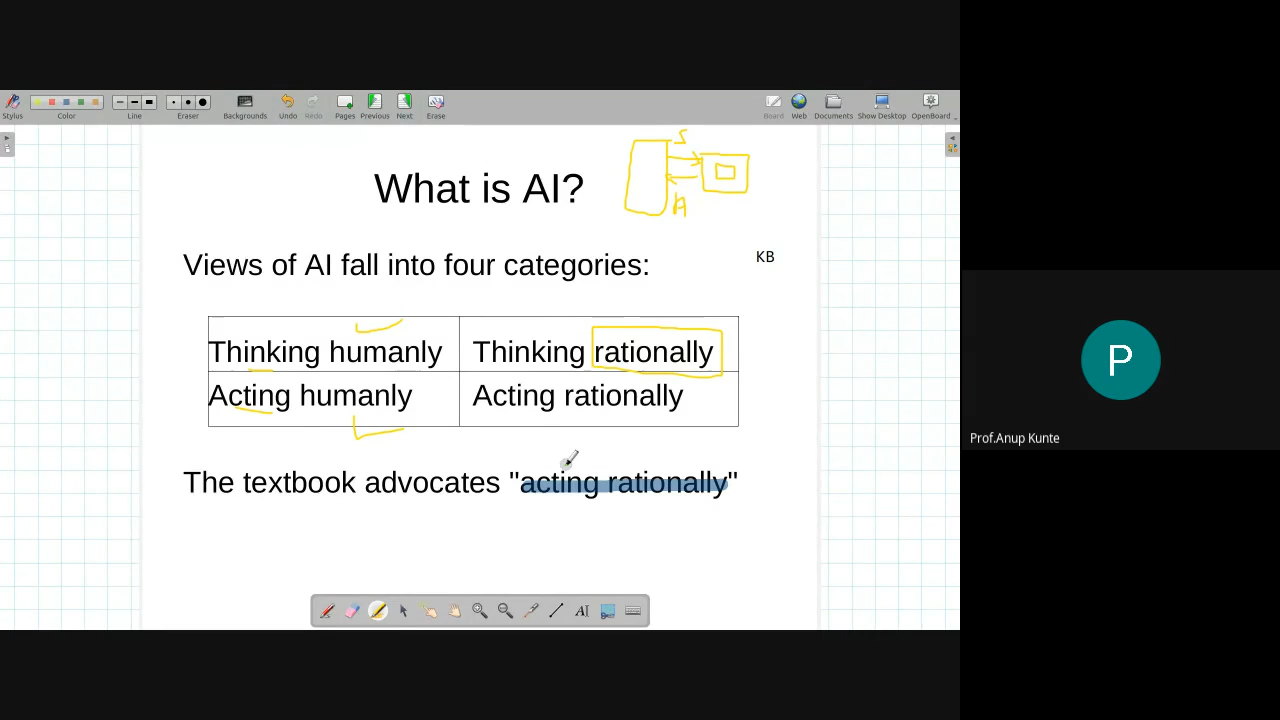 Stylus
Color
Line
Eraser
Backgrounds
Undo
Redo
Pages
Previous
Next
Erase
Board
Web
Documents
Show Desktop
OpenBoard
S
What is AI?
A
Views of AI fall into four categories:
KB
Thinking humanly Thinking rationally
Acting humanly Acting rationally
The textbook advocates "acting rationally"
AI
P
Prof.Anup Kunte